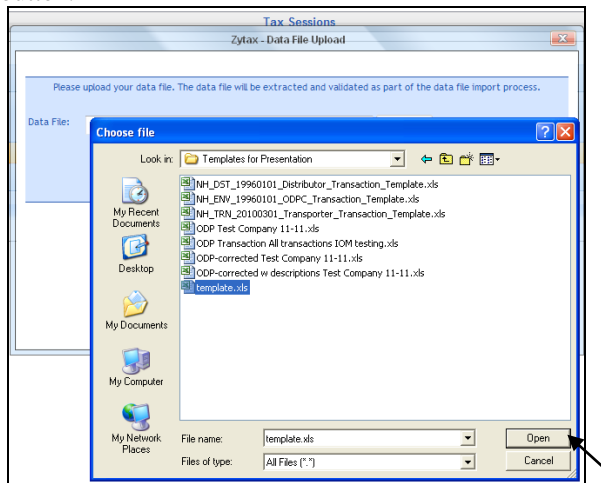 Tax Sessions
Zytax - Data File Upload
Please upload your data file. The data file will be extracted and validated as part of the data file import process.
Data File:
Choose file
Look in:
Templates for Presentation
NH_DST_19960101_Distributor_Transaction_Template.xls
NH_ENV_19960101_ODPC_Transaction_Template.xls
NH_TRN_20100301_Transporter_Transaction_Template.xls
ODP Test Company 11-11.xls
ODP Transaction All transactions IOM testing.xls
ODP-corrected Test Company 11-11.xls
ODP-corrected w descriptions Test Company 11-11.xls
template.xls
My Recent
Documents
Desktop
My Documents
My Computer
My Network
Places
File name:
template.xls
Open
Files of type:
All Files (*.*)
Cancel